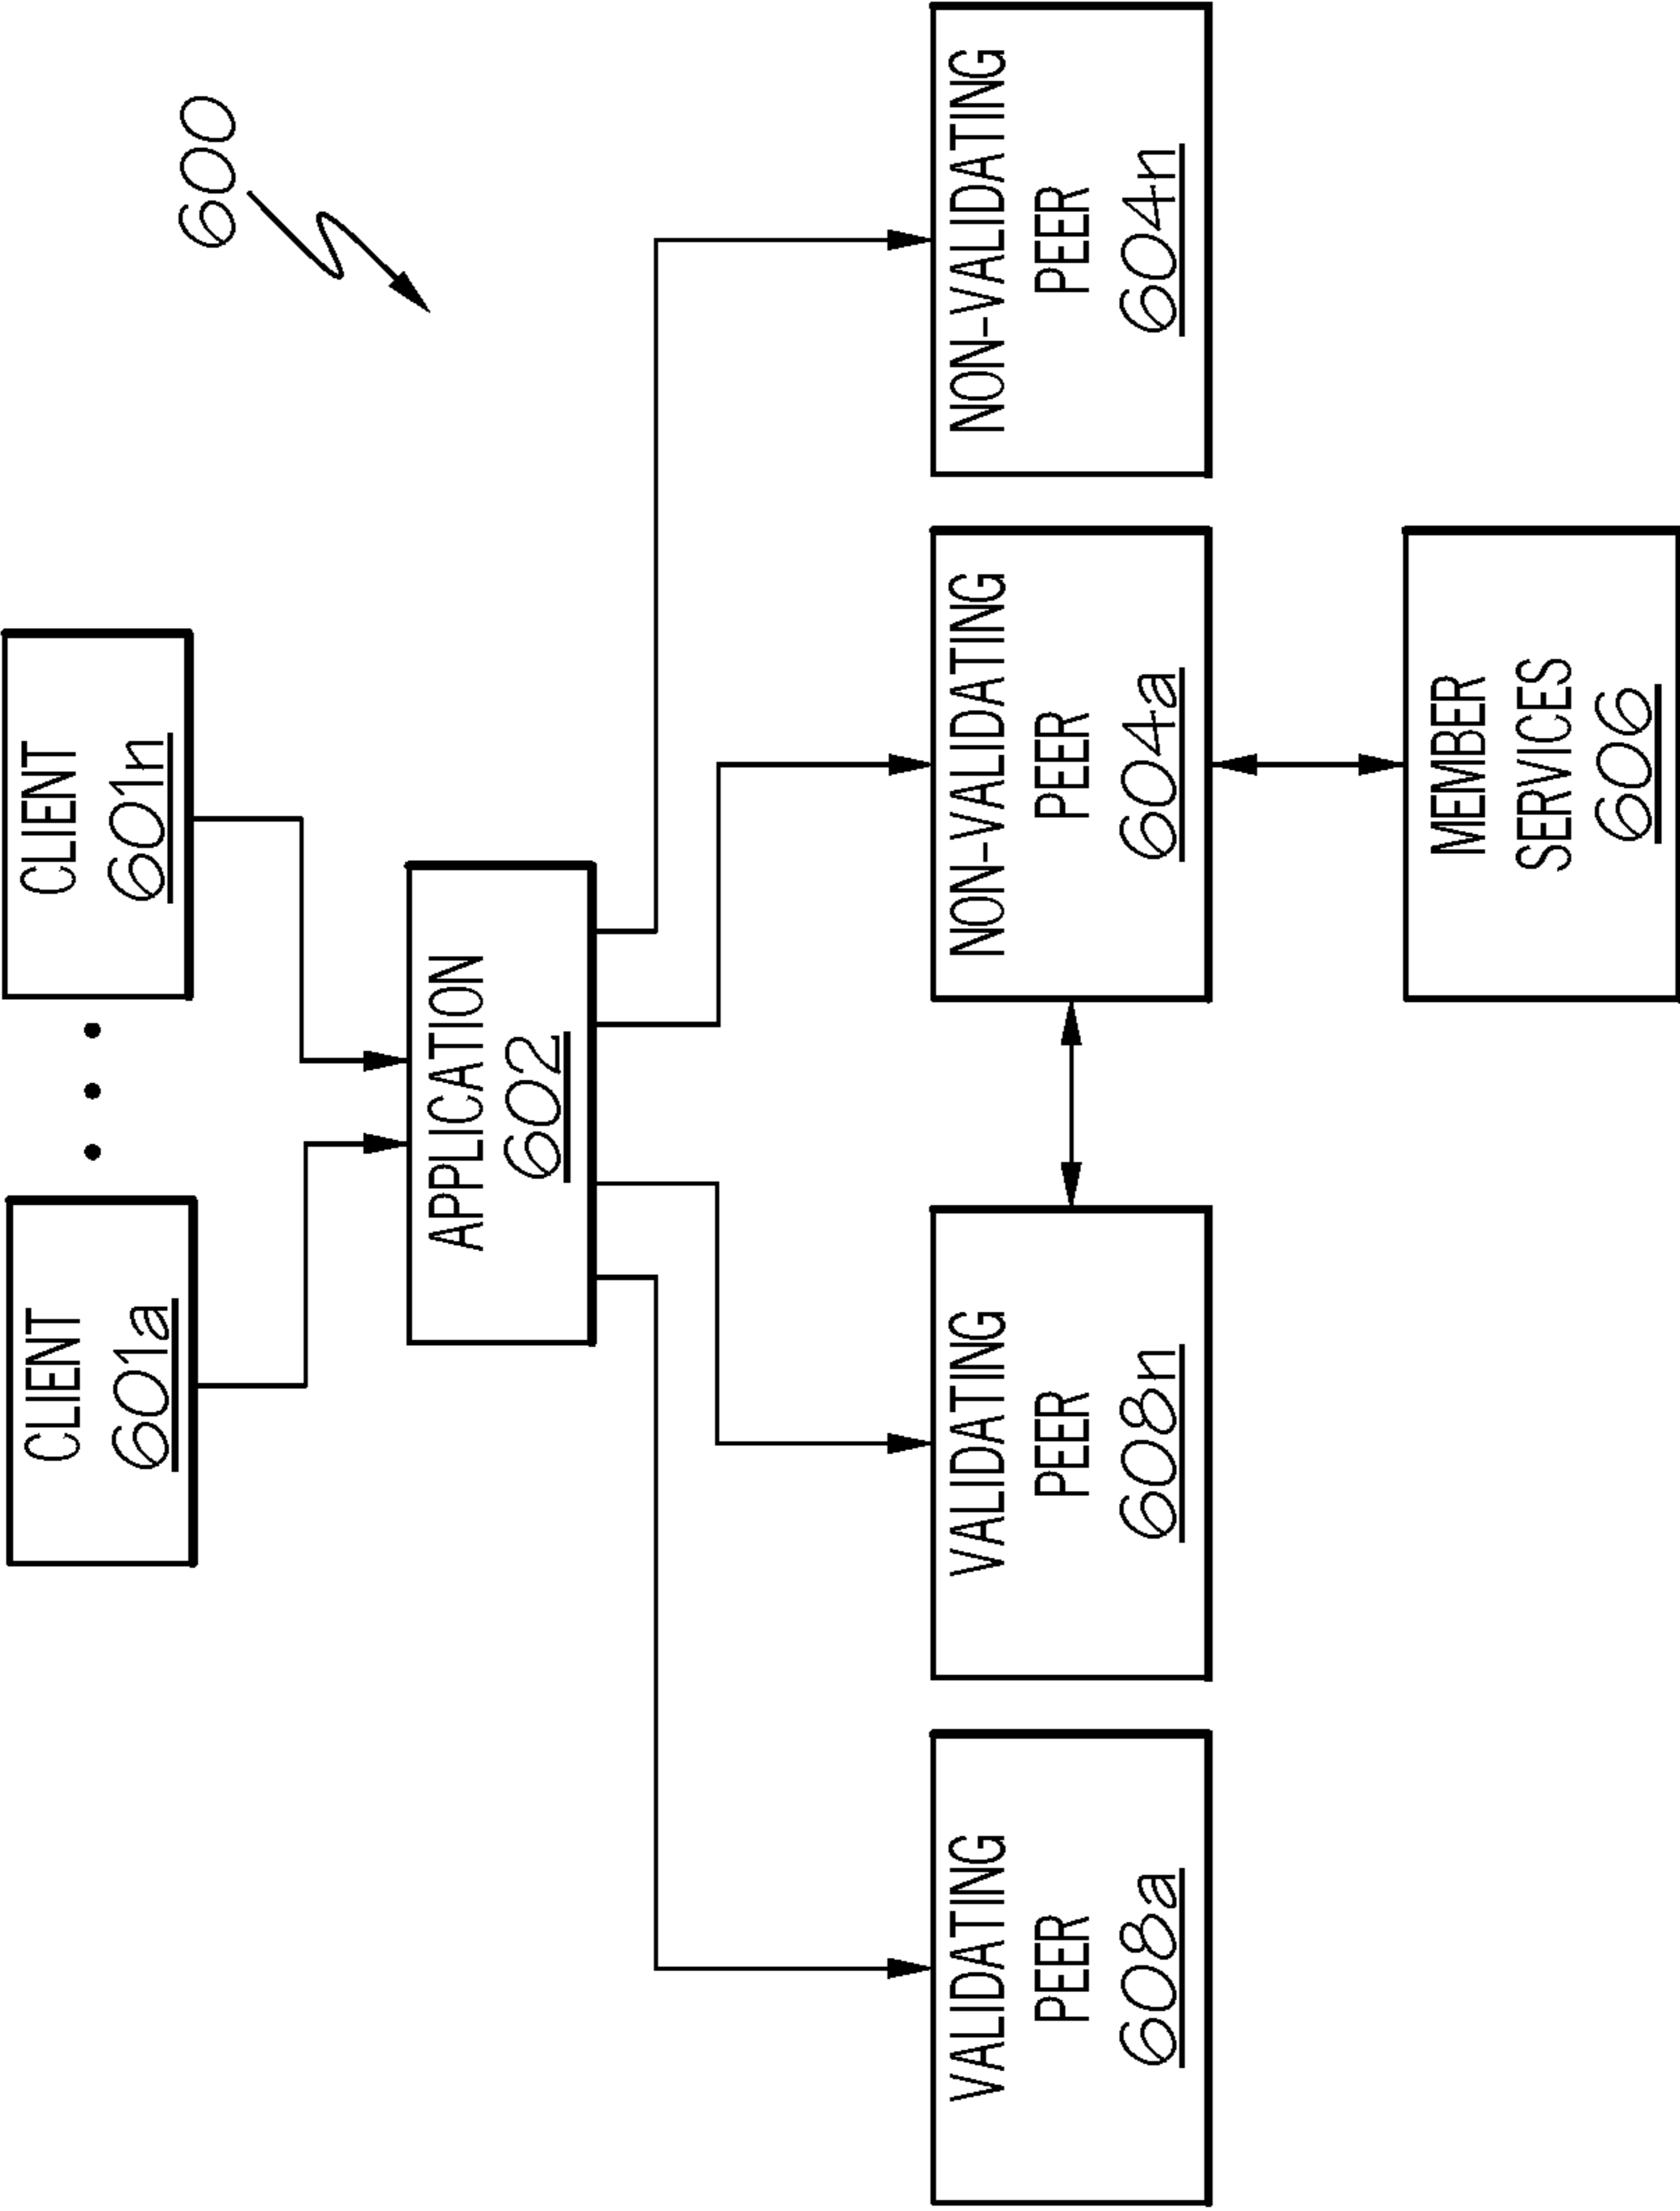 600
CLIENT
601a
CLIENT
601n
APPLICATION
602
VALIDATING
PEER
608a
VALIDATING
PEER
608n
NON-VALIDATING
PEER
604a
NON-VALIDATING
PEER
604n
MEMBER
SERVICES
606